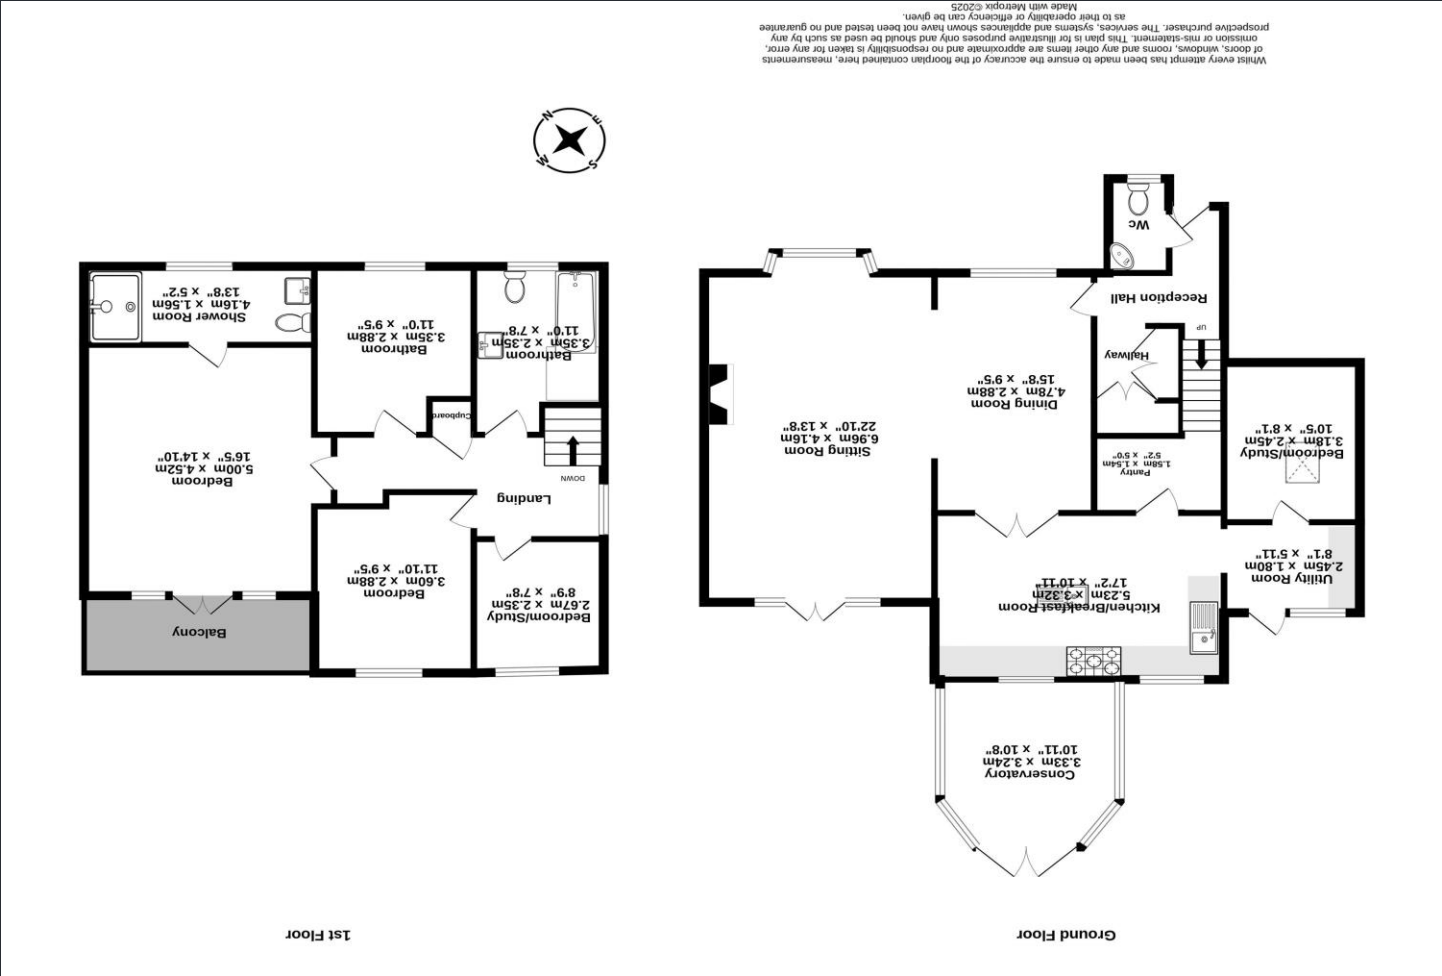 Ground Floor
1st Floor
Conservatory
3.33m x 3.24m
10'11" x 10'8"
Kitchen/Breakfast Room
5.23m x 3.32m
17'2" x 10'11"
Utility Room
2.45m x 1.80m
8'1" x 5'11"
Pantry
1.58m x 1.54m
5'2" x 5'0"
Bedroom/Study
3.18m x 2.45m
10'5" x 8'1"
Sitting Room
6.96m x 4.16m
22'10" x 13'8"
Dining Room
4.78m x 2.88m
15'8" x 9'5"
Hallway
UP
Reception Hall
Wc
Balcony
Bedroom/Study
2.67m x 2.35m
8'9" x 7'8"
Bedroom
3.60m x 2.88m
11'10" x 9'5"
Landing
DOWN
Bedroom
5.00m x 4.52m
16'5" x 14'10"
Cupboard
Bathroom
3.35m x 2.35m
11'0" x 7'8"
Bathroom
3.35m x 2.88m
11'0" x 9'5"
Shower Room
4.16m x 1.56m
13'8" x 5'2"
N
E
S
W
Whilst every attempt has been made to ensure the accuracy of the floorplan contained here, measurements
of doors, windows, rooms and any other items are approximate and no responsibility is taken for any error,
omission or mis-statement. This plan is for illustrative purposes only and should be used as such by any
prospective purchaser. The services, systems and appliances shown have not been tested and no guarantee
as to their operability or efficiency can be given.
Made with Metropix ©2025